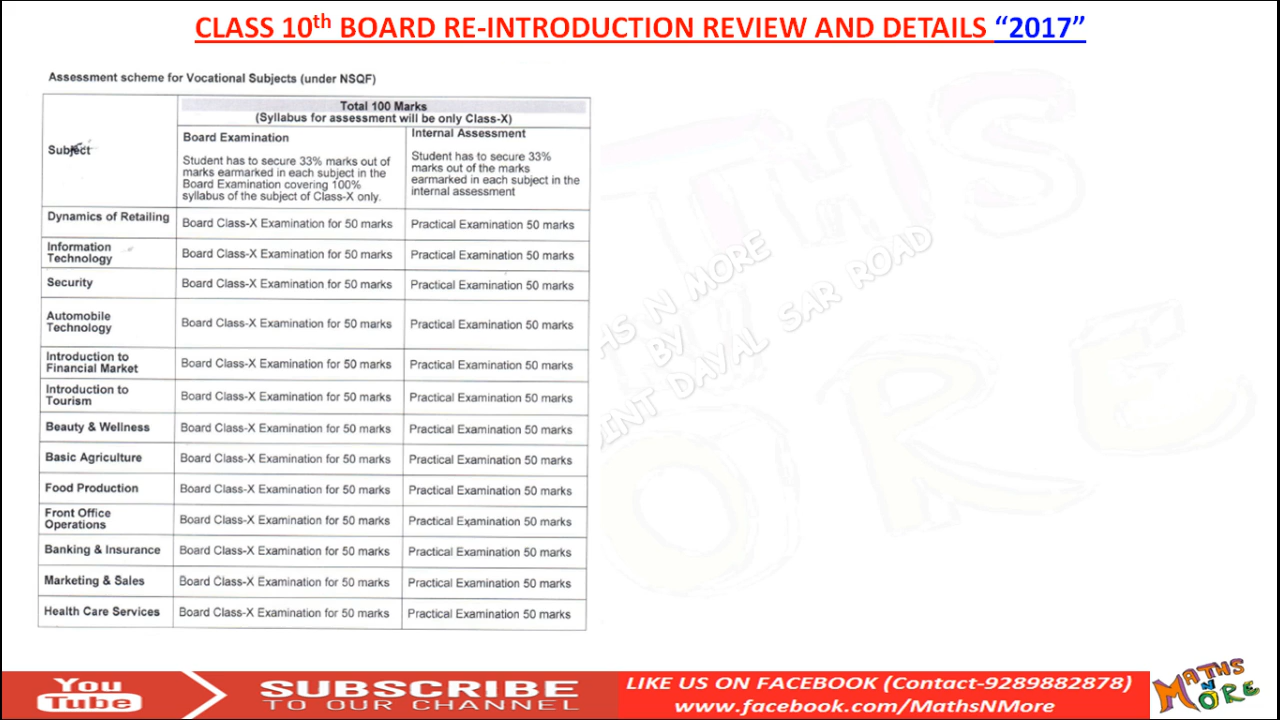 CLASS 10th BOARD RE-INTRODUCTION REVIEW AND DETAILS “2017”
Assessment scheme for Vocational Subjects (under NSQF)
Subject
Total 100 Marks
(Syllabus for assessment will be only Class-X)
Board Examination
Student has to secure 33% marks out of
marks earmarked in each subject in the
Board Examination covering 100%
syllabus of the subject of Class-X only.
Internal Assessment
Student has to secure 33%
marks out of the marks
earmarked in each subject in the
internal assessment
Dynamics of Retailing
Board Class-X Examination for 50 marks
Practical Examination 50 marks
Information
Technology
Board Class-X Examination for 50 marks
Practical Examination 50 marks
Security
Board Class-X Examination for 50 marks
Practical Examination 50 marks
Automobile
Technology
Board Class-X Examination for 50 marks
Practical Examination 50 marks
Introduction to
Financial Market
Board Class-X Examination for 50 marks
Practical Examination 50 marks
Introduction to
Tourism
Board Class-X Examination for 50 marks
Practical Examination 50 marks
Beauty & Wellness
Board Class-X Examination for 50 marks
Practical Examination 50 marks
Basic Agriculture
Board Class-X Examination for 50 marks
Practical Examination 50 marks
Food Production
Board Class-X Examination for 50 marks
Practical Examination 50 marks
Front Office
Operations
Board Class-X Examination for 50 marks
Practical Examination 50 marks
Banking & Insurance
Board Class-X Examination for 50 marks
Practical Examination 50 marks
Marketing & Sales
Board Class-X Examination for 50 marks
Practical Examination 50 marks
Health Care Services
Board Class-X Examination for 50 marks
Practical Examination 50 marks
THS
ORE
HS N MORE
BY
DAYAL SAR ROAD
You
Tube
SUBSCRIBE
TO OUR CHANNEL
LIKE US ON FACEBOOK (Contact-9289882878)
www.facebook.com/MathsNMore
MATHS
N
MORE